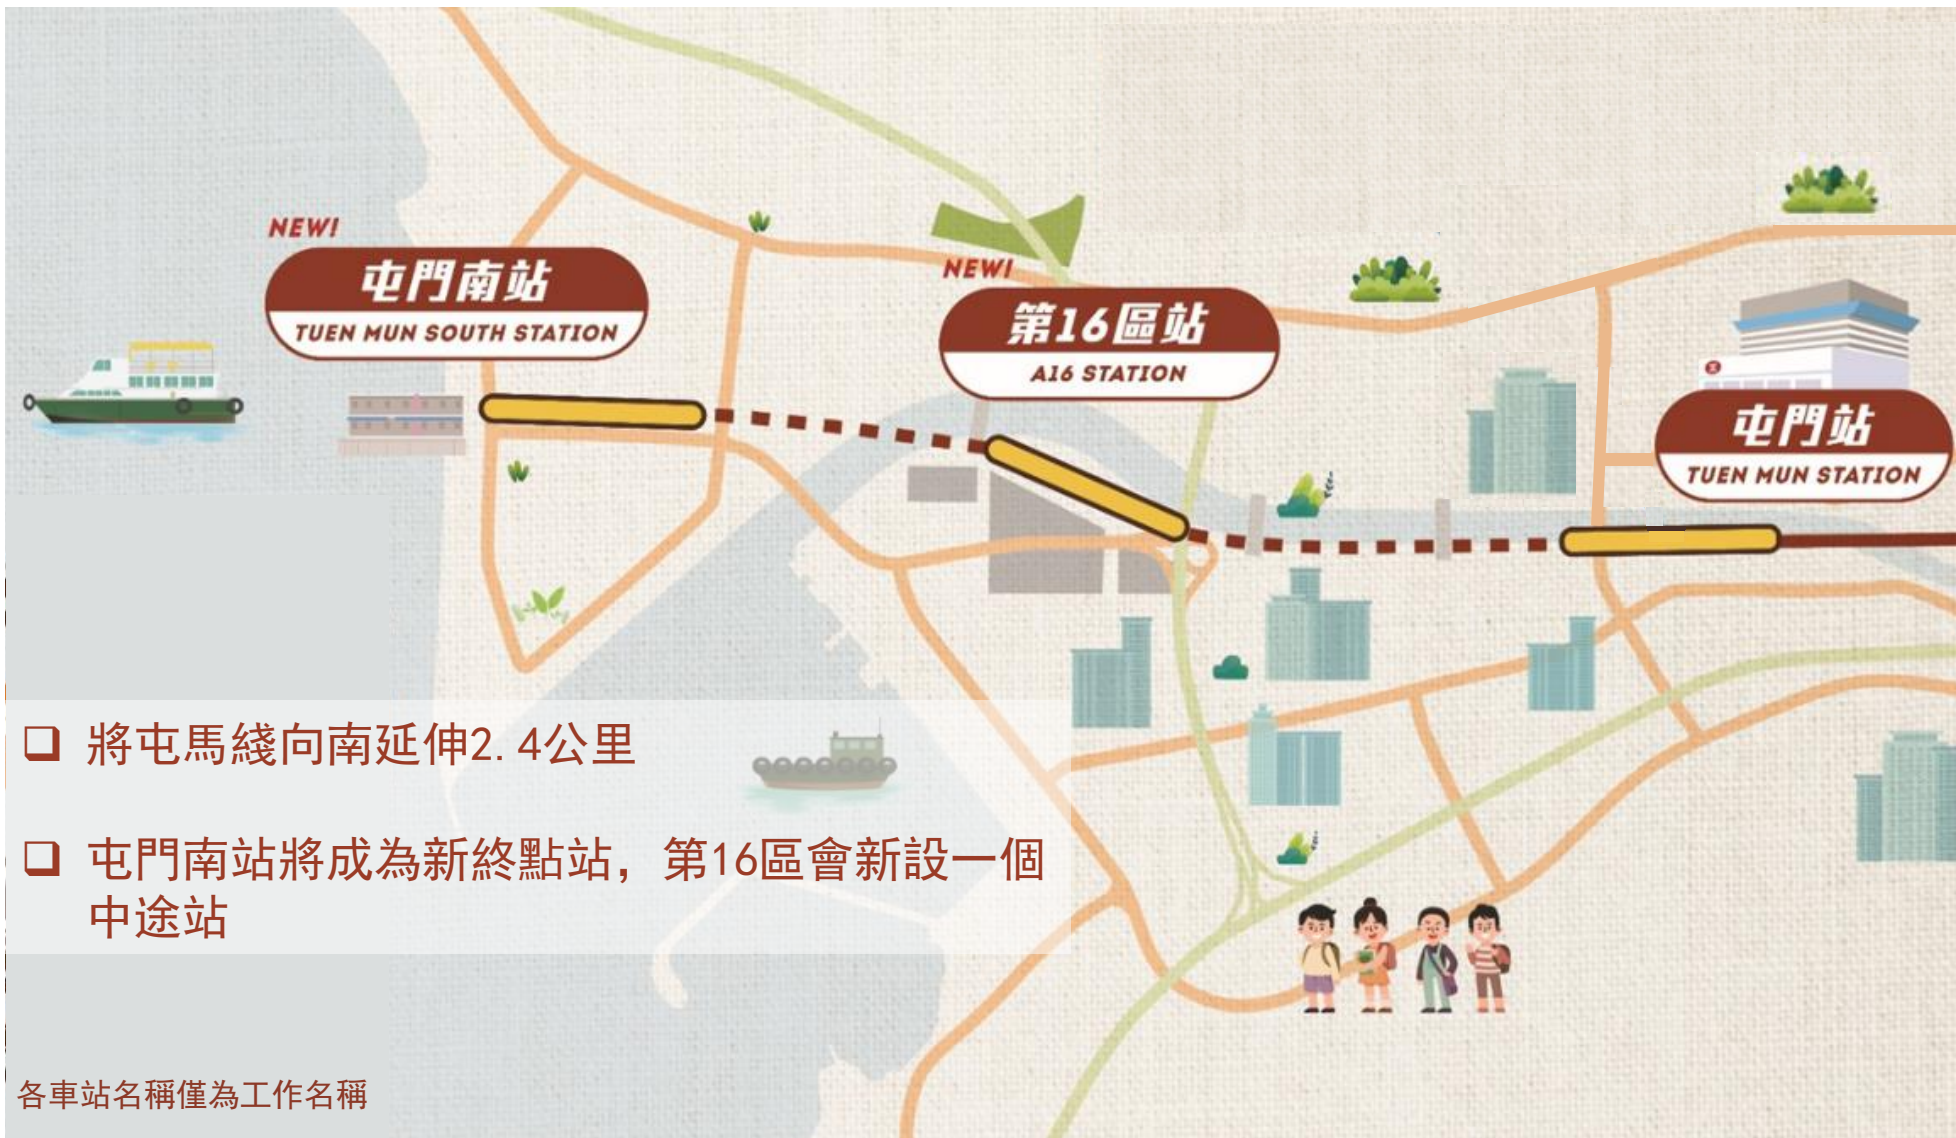 NEW!
屯門南站
TUEN MUN SOUTH STATION
NEW!
第16區站
A16 STATION
屯門站
TUEN MUN STATION
將屯馬綫向南延伸2.4公里
屯門南站將成為新終點站，第16區會新設一個
中途站
各車站名稱僅為工作名稱